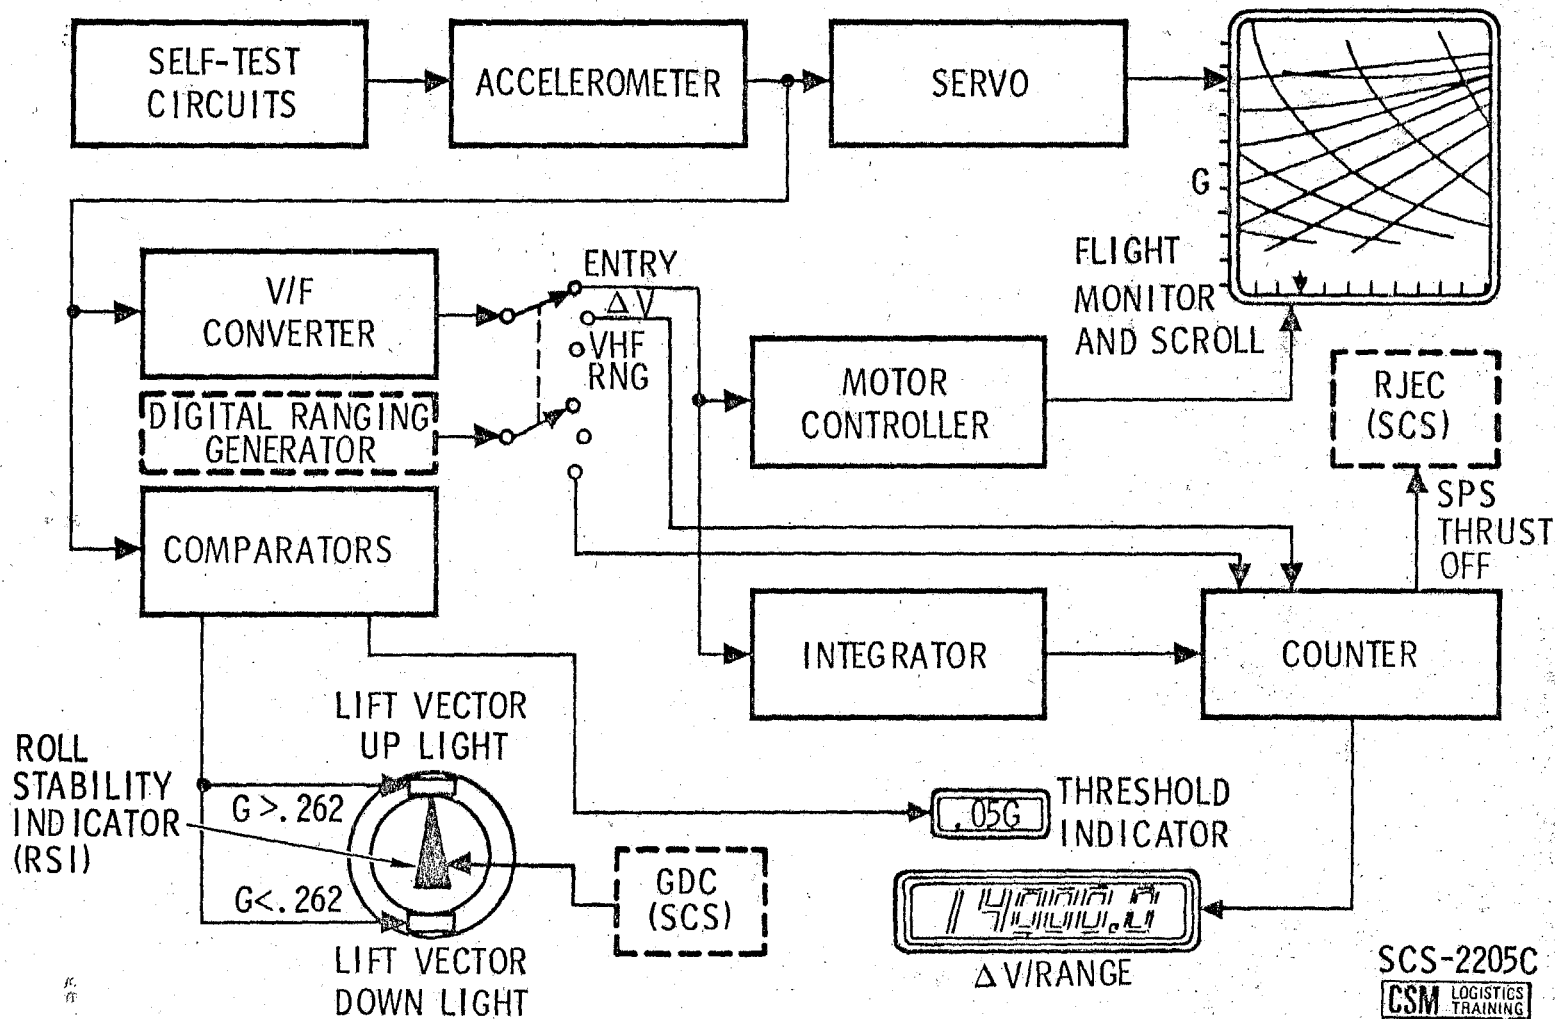 SELF-TEST
CIRCUITS
ACCELEROMETER
SERVO
G
V/F
CONVERTER
ENTRY
ΔV
VHF
RNG
FLIGHT
MONITOR
AND SCROLL
DIGITAL RANGING
GENERATOR
MOTOR
CONTROLLER
RJEC
(SCS)
SPS
THRUST
OFF
COMPARATORS
INTEGRATOR
COUNTER
LIFT VECTOR
UP LIGHT
ROLL
STABILITY
INDICATOR
(RSI)
G>.262
G<.262
GDC
(SCS)
.05G
THRESHOLD
INDICATOR
14000.0
ΔV/RANGE
LIFT VECTOR
DOWN LIGHT
SCS-2205C
CSM LOGISTICS
TRAINING